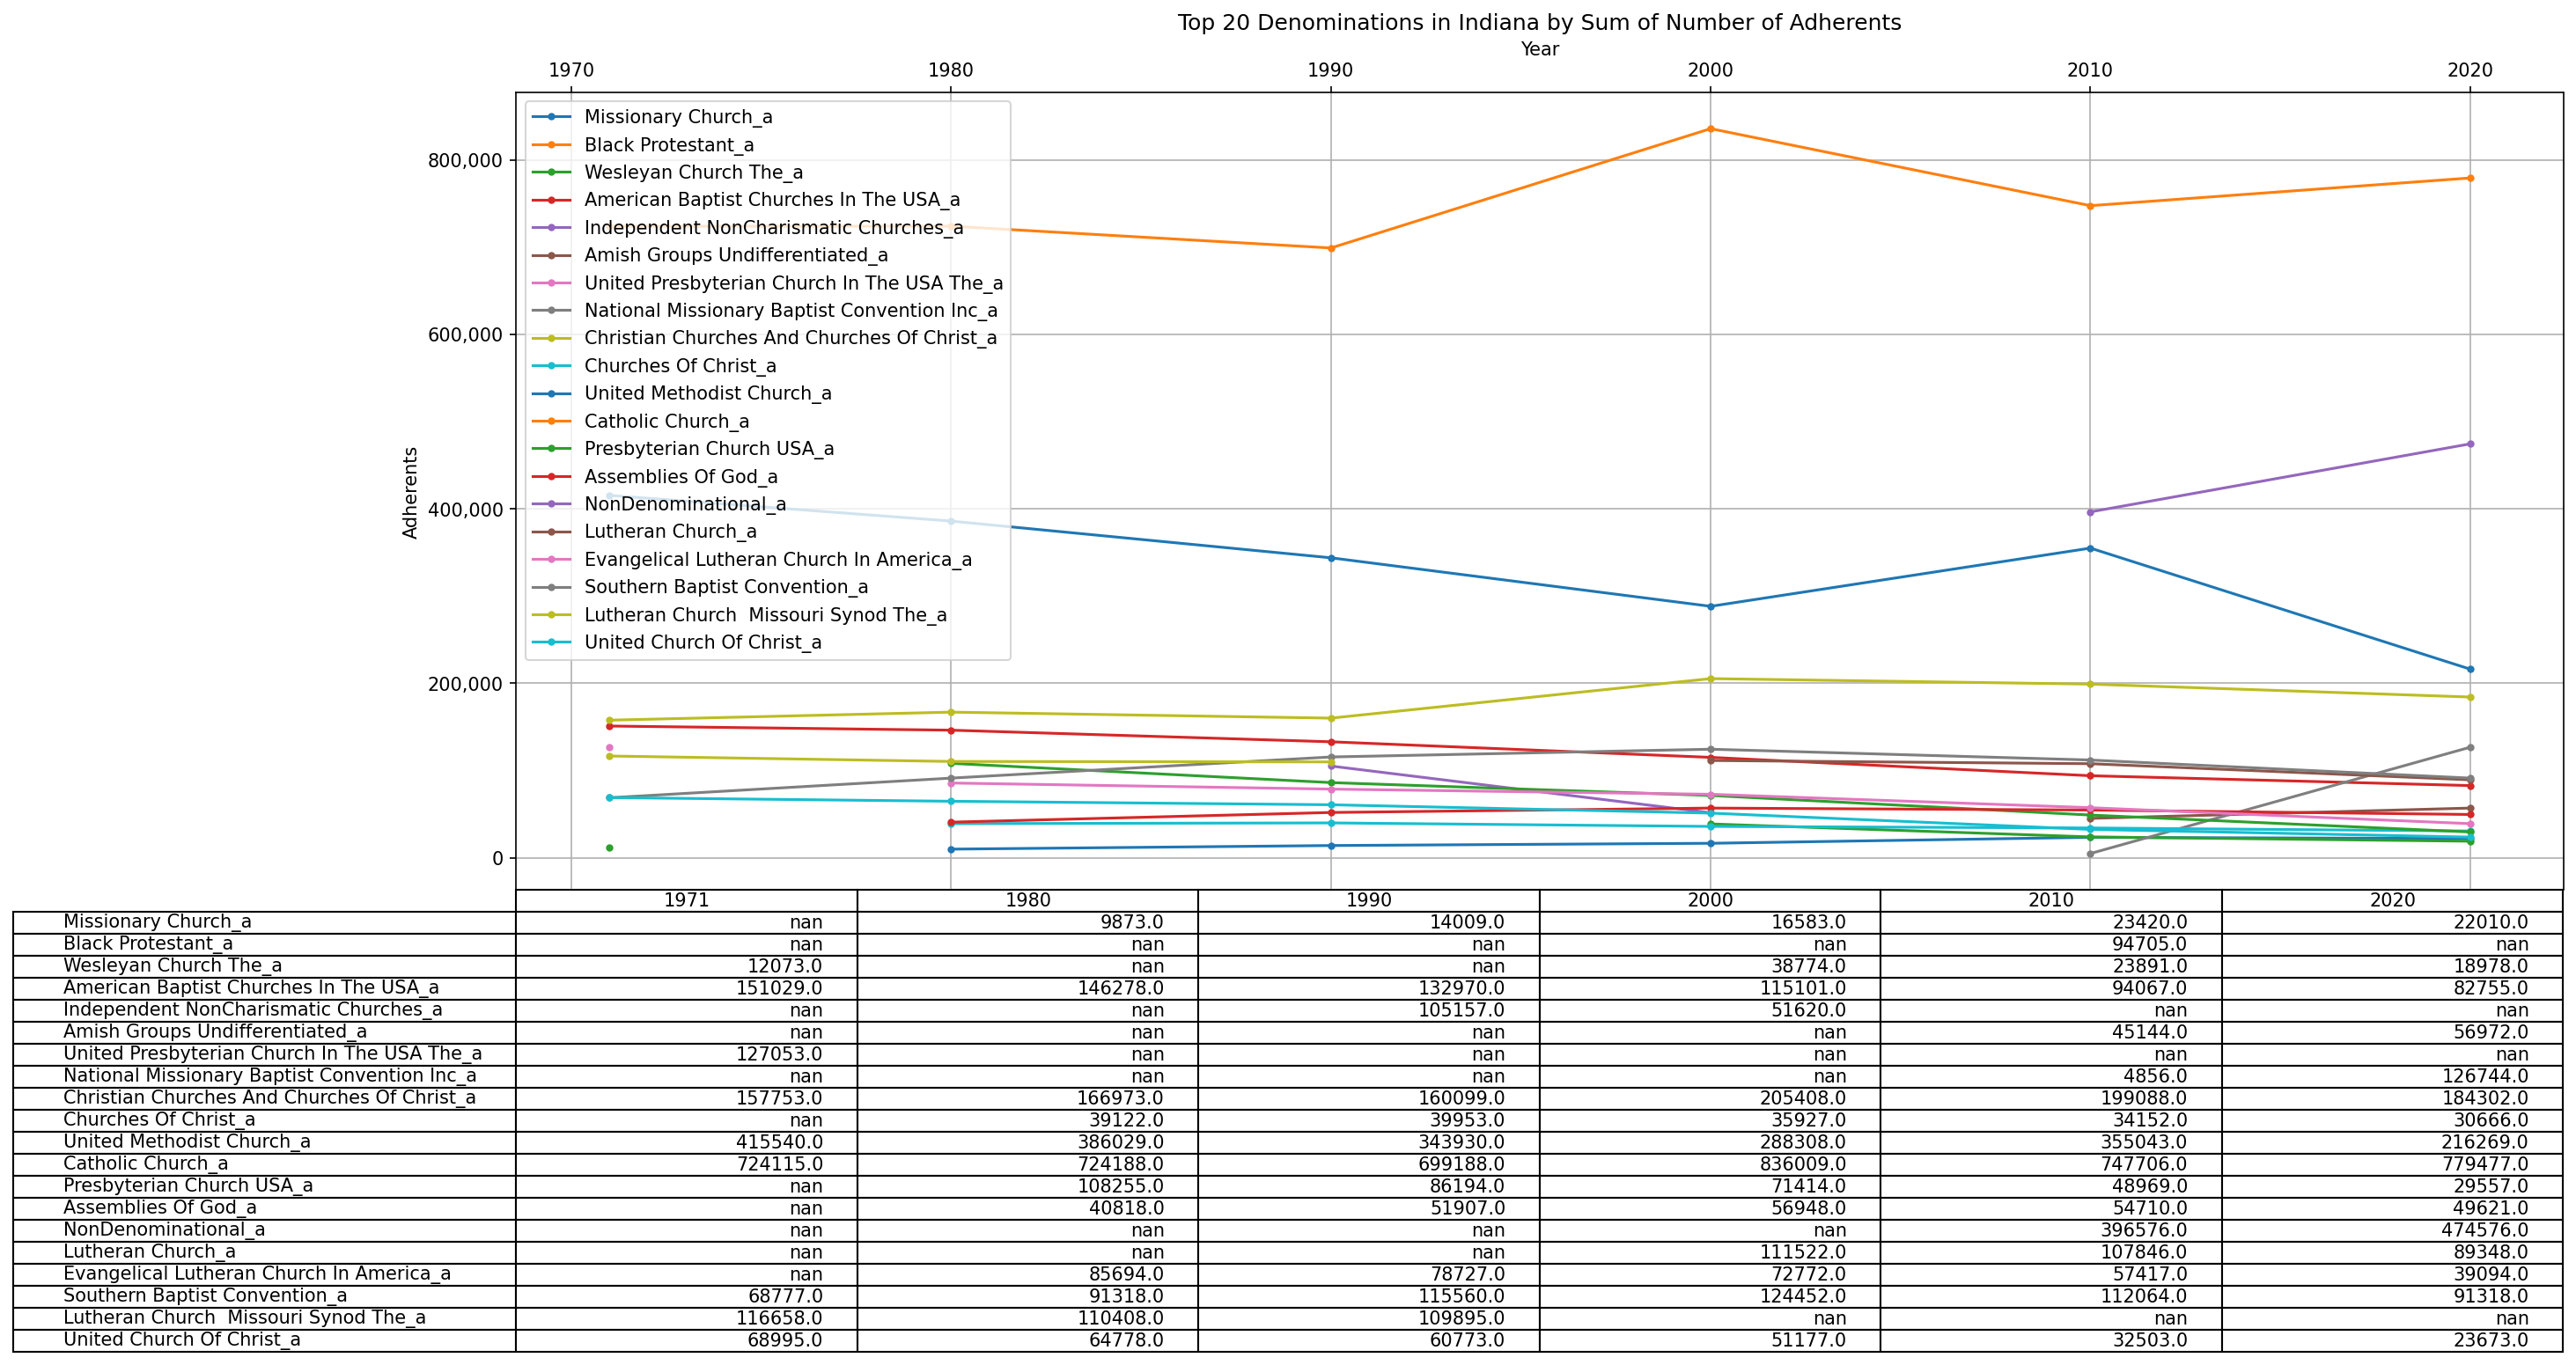 Top 20 Denominations in Indiana by Sum of Number of Adherents
Year
1970 1980 1990 2000 2010 2020
Missionary Church_a
Black Protestant_a
Wesleyan Church The_a
American Baptist Churches In The USA_a
Independent NonCharismatic Churches_a
Amish Groups Undifferentiated_a
United Presbyterian Church In The USA The_a
National Missionary Baptist Convention Inc_a
Christian Churches And Churches Of Christ_a
Churches Of Christ_a
United Methodist Church_a
Catholic Church_a
Presbyterian Church USA_a
Assemblies Of God_a
NonDenominational_a
Lutheran Church_a
Evangelical Lutheran Church In America_a
Southern Baptist Convention_a
Lutheran Church  Missouri Synod The_a
United Church Of Christ_a
800,000
600,000
400,000
200,000
0
Adherents
1971 1980 1990 2000 2010 2020
Missionary Church_a nan 9873.0 14009.0 16583.0 23420.0 22010.0
Black Protestant_a nan nan nan nan 94705.0 nan
Wesleyan Church The_a 12073.0 nan nan 38774.0 23891.0 18978.0
American Baptist Churches In The USA_a 151029.0 146278.0 132970.0 115101.0 94067.0 82755.0
Independent NonCharismatic Churches_a nan nan 105157.0 51620.0 nan nan
Amish Groups Undifferentiated_a nan nan nan nan 45144.0 56972.0
United Presbyterian Church In The USA The_a 127053.0 nan nan nan nan nan
National Missionary Baptist Convention Inc_a nan nan nan nan 4856.0 126744.0
Christian Churches And Churches Of Christ_a 157753.0 166973.0 160099.0 205408.0 199088.0 184302.0
Churches Of Christ_a nan 39122.0 39953.0 35927.0 34152.0 30666.0
United Methodist Church_a 415540.0 386029.0 343930.0 288308.0 355043.0 216269.0
Catholic Church_a 724115.0 724188.0 699188.0 836009.0 747706.0 779477.0
Presbyterian Church USA_a nan 108255.0 86194.0 71414.0 48969.0 29557.0
Assemblies Of God_a nan 40818.0 51907.0 56948.0 54710.0 49621.0
NonDenominational_a nan nan nan nan 396576.0 474576.0
Lutheran Church_a nan nan nan 111522.0 107846.0 89348.0
Evangelical Lutheran Church In America_a nan 85694.0 78727.0 72772.0 57417.0 39094.0
Southern Baptist Convention_a 68777.0 91318.0 115560.0 124452.0 112064.0 91318.0
Lutheran Church  Missouri Synod The_a 116658.0 110408.0 109895.0 nan nan nan
United Church Of Christ_a 68995.0 64778.0 60773.0 51177.0 32503.0 23673.0